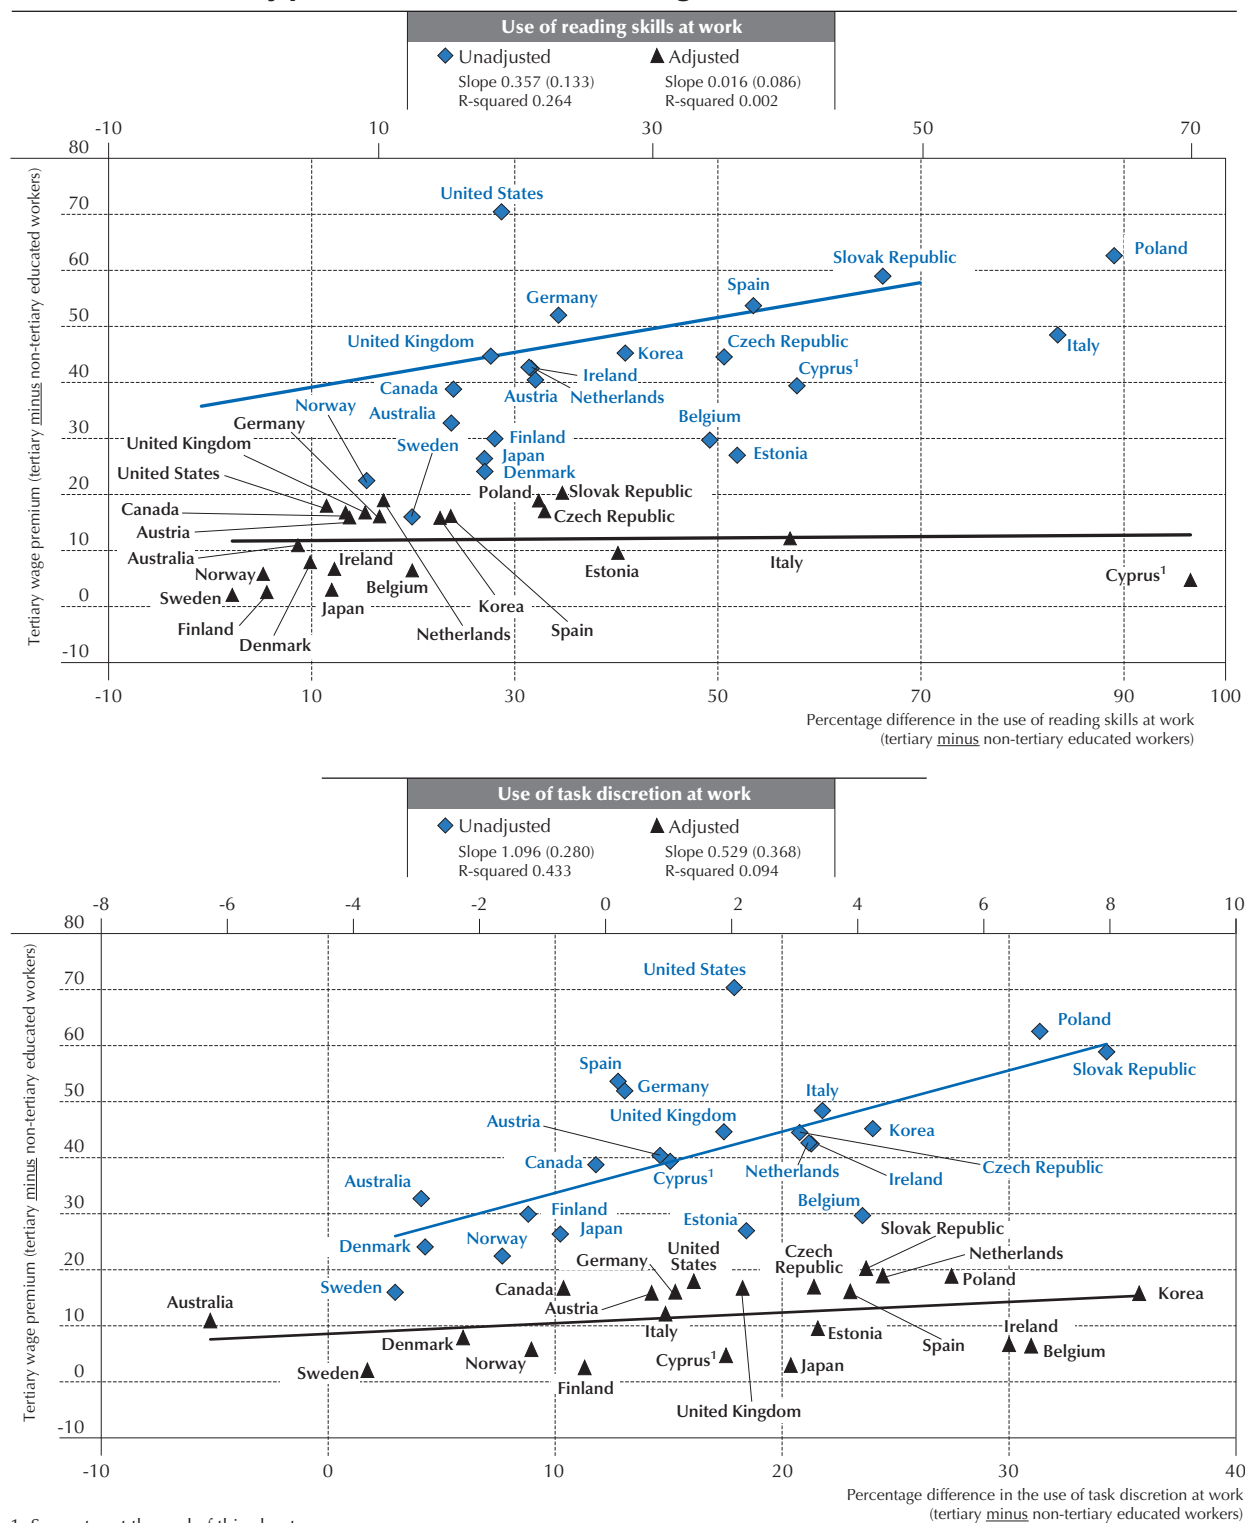 Use of reading skills at work
Unadjusted
Adjusted
Slope 0.357 (0.133)
Slope 0.016 (0.086)
R-squared 0.264
R-squared 0.002
-10 10 30 50 70
80
70
60
50
40
30
20
10
0
-10
Tertiary wage premium (tertiary minus non-tertiary educated workers)
United States
Poland
Slovak Republic
Spain
Germany
United Kingdom
Korea
Czech Republic
Italy
Ireland
Cyprus1
Canada
Austria
Netherlands
Norway
Australia
Belgium
Germany
Finland
United Kingdom
Sweden
Japan
Estonia
United States
Denmark
Poland
Slovak Republic
Canada
Czech Republic
Austria
Australia
Ireland
Italy
Norway
Belgium
Estonia
Cyprus1
Sweden
Japan
Korea
Finland
Netherlands
Spain
Denmark
-10 10 30 50 70 90 100
Percentage difference in the use of reading skills at work
(tertiary minus non-tertiary educated workers)
Use of task discretion at work
Unadjusted
Adjusted
Slope 1.096 (0.280)
Slope 0.529 (0.368)
R-squared 0.433
R-squared 0.094
-8 -6 -4 -2 0 2 4 6 8 10
80
70
60
50
40
30
20
10
0
-10
Tertiary wage premium (tertiary minus non-tertiary educated workers)
United States
Poland
Spain
Slovak Republic
Germany
Italy
United Kingdom
Austria
Korea
Canada
Czech Republic
Netherlands
Cyprus1
Ireland
Australia
Belgium
Finland
Estonia
Japan
Slovak Republic
Norway
Denmark
United
States
Czech
Republic
Netherlands
Germany
Poland
Sweden
Canada
Korea
Australia
Austria
Ireland
Italy
Estonia
Denmark
Spain
Belgium
Norway
Cyprus1
Japan
Sweden
Finland
United Kingdom
-10 0 10 20 30 40
Percentage difference in the use of task discretion at work
(tertiary minus non-tertiary educated workers)